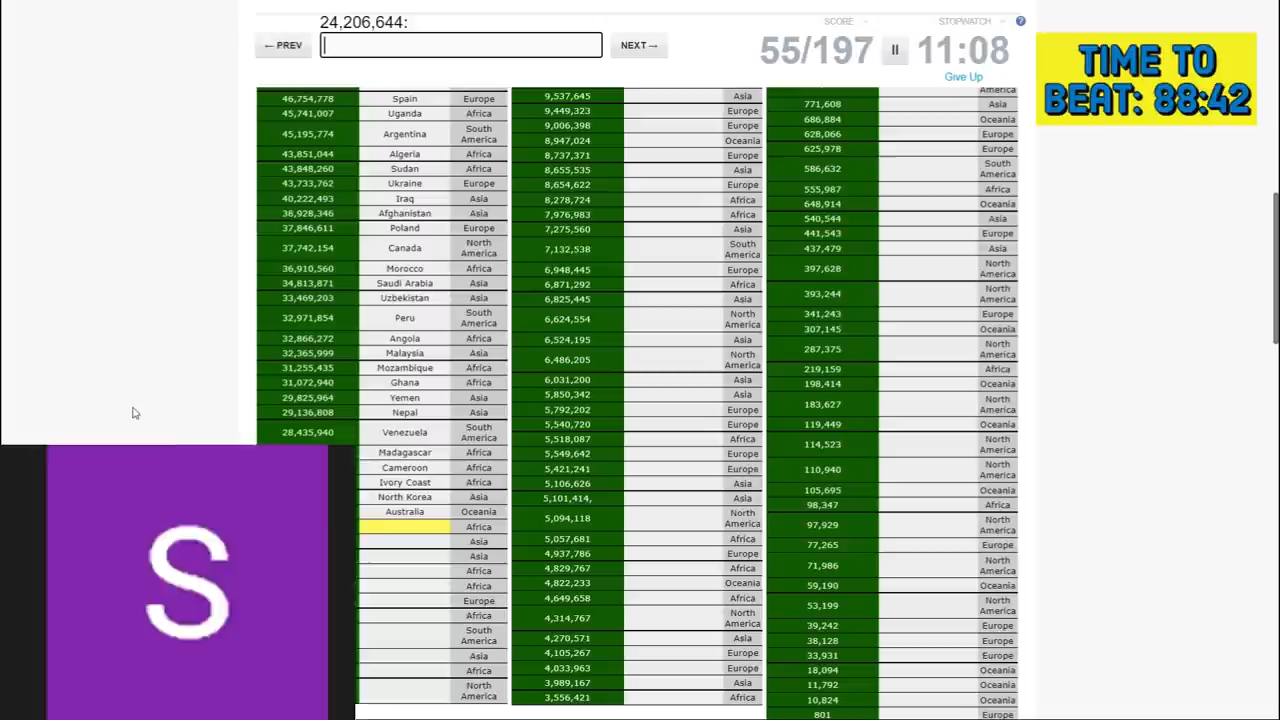 24,206,644:
← PREV
NEXT →
SCORE
STOPWATCH
?
55/197
11:08
Give Up
TIME TO
BEAT: 88:42
46,754,778 Spain Europe
45,741,007 Uganda Africa
45,195,774 Argentina South America
43,851,044 Algeria Africa
43,848,260 Sudan Africa
43,733,762 Ukraine Europe
40,222,493 Iraq Asia
38,928,346 Afghanistan Asia
37,846,611 Poland Europe
37,742,154 Canada North America
36,910,560 Morocco Africa
34,813,871 Saudi Arabia Asia
33,469,203 Uzbekistan Asia
32,971,854 Peru South America
32,866,272 Angola Africa
32,365,999 Malaysia Asia
31,255,435 Mozambique Africa
31,072,940 Ghana Africa
29,825,964 Yemen Asia
29,136,808 Nepal Asia
28,435,940 Venezuela South America
Madagascar Africa
Cameroon Africa
Ivory Coast Africa
North Korea Asia
Australia Oceania
Africa
Asia
Asia
Africa
Africa
Europe
Africa
South America
Asia
Africa
North America
9,537,645 Asia
9,449,323 Europe
9,006,398 Europe
8,947,024 Oceania
8,737,371 Europe
8,655,535 Asia
8,654,622 Europe
8,278,724 Africa
7,976,983 Africa
7,275,560 Asia
7,132,538 South America
6,948,445 Europe
6,871,292 Africa
6,825,445 Asia
6,624,554 North America
6,524,195 Asia
6,486,205 North America
6,031,200 Asia
5,850,342 Asia
5,792,202 Europe
5,540,720 Europe
5,518,087 Africa
5,549,642 Europe
5,421,241 Europe
5,106,626 Asia
5,101,414, Asia
5,094,118 North America
5,057,681 Africa
4,937,786 Europe
4,829,767 Africa
4,822,233 Oceania
4,649,658 Africa
4,314,767 North America
4,270,571 Asia
4,105,267 Europe
4,033,963 Europe
3,989,167 Asia
3,556,421 Africa
America
771,608 Asia
686,884 Oceania
628,066 Europe
625,978 Europe
586,632 South America
555,987 Africa
648,914 Oceania
540,544 Asia
441,543 Europe
437,479 Asia
397,628 North America
393,244 North America
341,243 Europe
307,145 Oceania
287,375 North America
219,159 Africa
198,414 Oceania
183,627 North America
119,449 Oceania
114,523 North America
110,940 North America
105,695 Oceania
98,347 Africa
97,929 North America
77,265 Europe
71,986 North America
59,190 Oceania
53,199 North America
39,242 Europe
38,128 Europe
33,931 Europe
18,094 Oceania
11,792 Oceania
10,824 Oceania
801 Europe
S